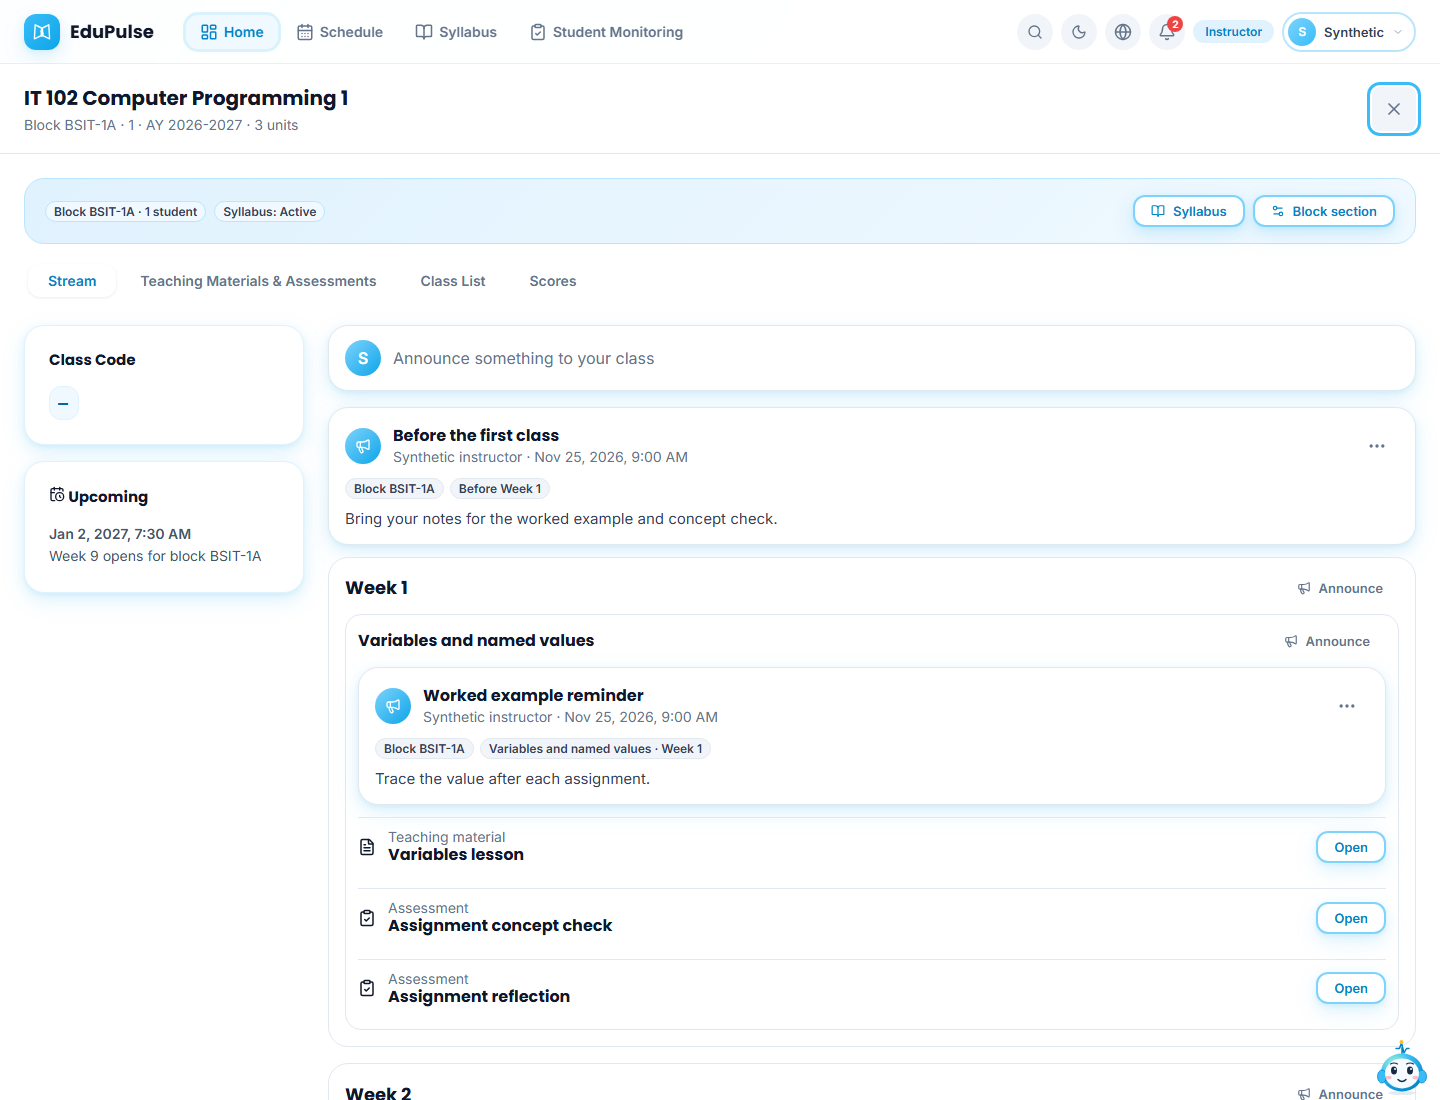 EduPulse
Home
Schedule
Syllabus
Student Monitoring
2
Instructor
S
Synthetic
IT 102 Computer Programming 1
Block BSIT-1A · 1 · AY 2026-2027 · 3 units
Block BSIT-1A · 1 student
Syllabus: Active
Syllabus
Block section
Stream
Teaching Materials & Assessments
Class List
Scores
Class Code
–
Upcoming
Jan 2, 2027, 7:30 AM
Week 9 opens for block BSIT-1A
S
Announce something to your class
Before the first class
Synthetic instructor · Nov 25, 2026, 9:00 AM
Block BSIT-1A
Before Week 1
Bring your notes for the worked example and concept check.
Week 1
Announce
Variables and named values
Announce
Worked example reminder
Synthetic instructor · Nov 25, 2026, 9:00 AM
Block BSIT-1A
Variables and named values · Week 1
Trace the value after each assignment.
Teaching material
Variables lesson
Open
Assessment
Assignment concept check
Open
Assessment
Assignment reflection
Open
Week 2
Announce